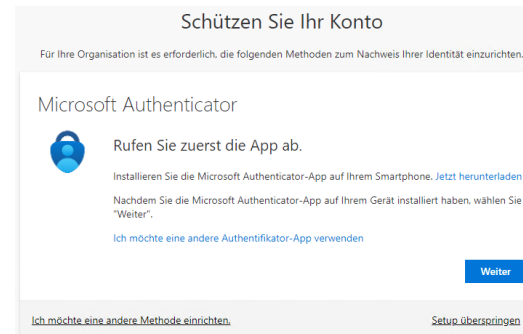 Schützen Sie Ihr Konto
Für Ihre Organisation ist es erforderlich, die folgenden Methoden zum Nachweis Ihrer Identität einzurichten.
Microsoft Authenticator
Rufen Sie zuerst die App ab.
Installieren Sie die Microsoft Authenticator-App auf Ihrem Smartphone. Jetzt herunterladen
Nachdem Sie die Microsoft Authenticator-App auf Ihrem Gerät installiert haben, wählen Sie
"Weiter".
Ich möchte eine andere Authentifikator-App verwenden
Weiter
Ich möchte eine andere Methode einrichten.
Setup überspringen